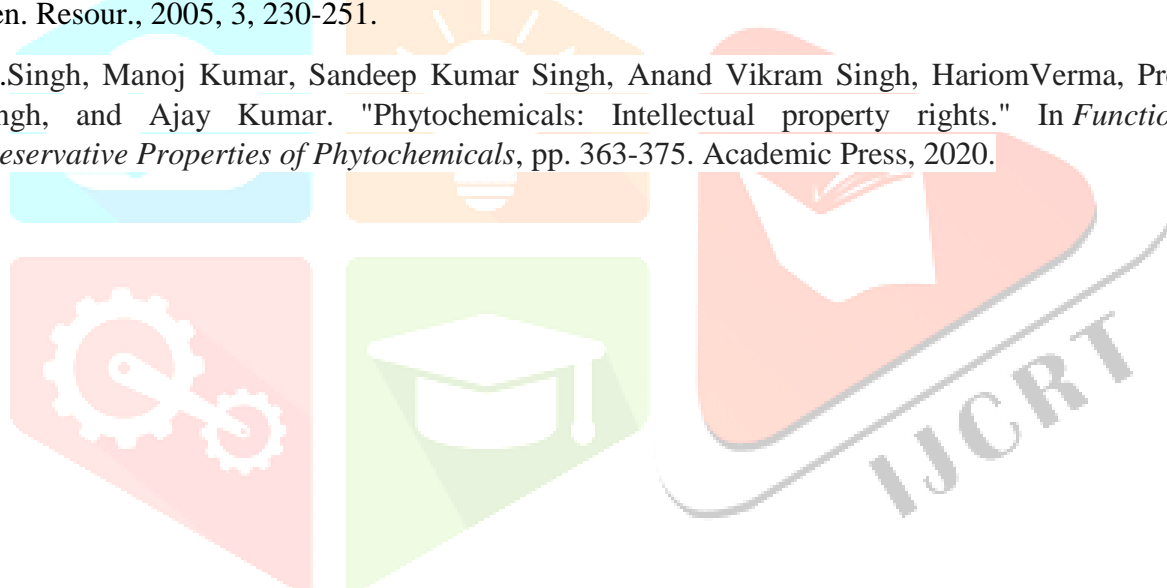 en. Resour., 2005, 3, 230-251.
.Singh, Manoj Kumar, Sandeep Kumar Singh, Anand Vikram Singh, HariomVerma, Pr
ngh, and Ajay Kumar. "Phytochemicals: Intellectual property rights." In Functio
eservative Properties of Phytochemicals, pp. 363-375. Academic Press, 2020.
IJCRT